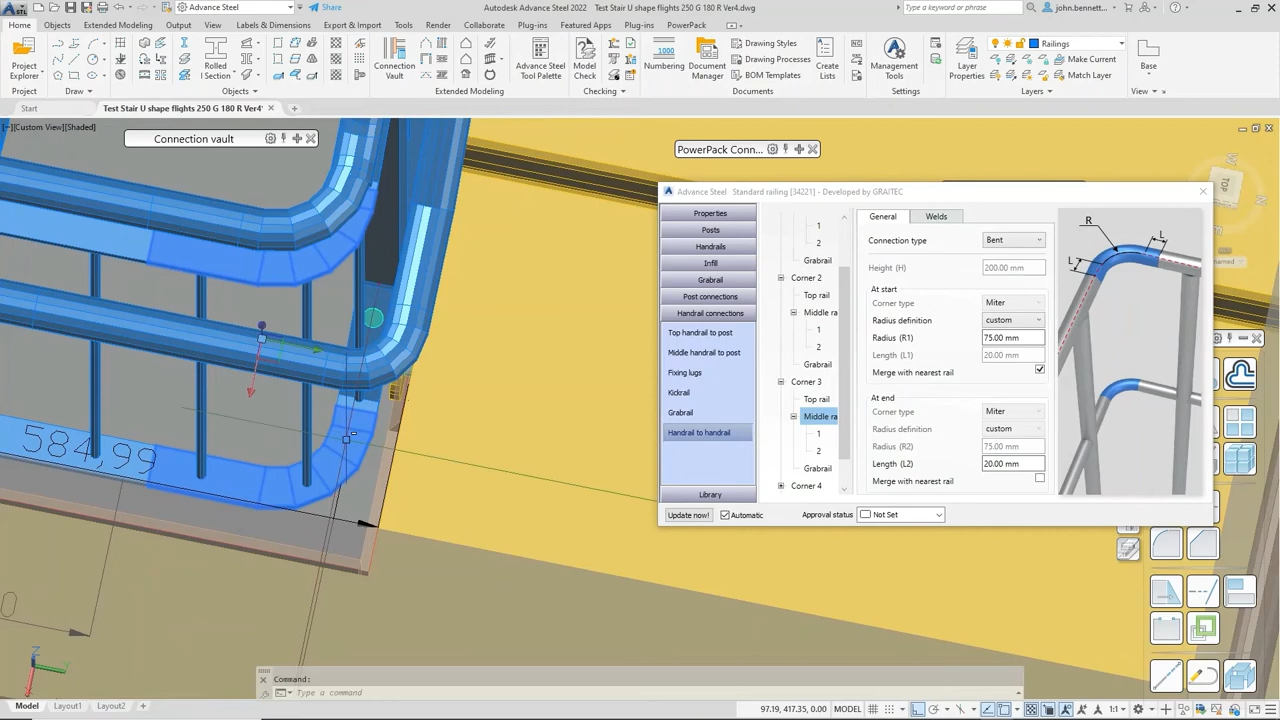 Advance Steel
Share
Autodesk Advance Steel 2022 Test Stair U shape flights 250 G 180 R Ver4.dwg
Type a keyword or phrase
john.bennett...
STL
Home
Objects
Extended Modeling
Output
View
Labels & Dimensions
Export & Import
Tools
Render
Collaborate
Plug-ins
Featured Apps
Plug-ins
PowerPack
Project
Explorer
Rolled
I Section
Connection
Vault
Advance Steel
Tool Palette
Model
Check
1000
Numbering
Document
Manager
Drawing Styles
Drawing Processes
BOM Templates
Create
Lists
Management
Tools
Layer
Properties
Railings
Make Current
Match Layer
Base
Project
Draw
Objects
Extended Modeling
Checking
Documents
Settings
Layers
View
Start
Test Stair U shape flights 250 G 180 R Ver4*
[−][Custom View][Shaded]
Connection vault
PowerPack Conn...
TOP
Advance Steel Standard railing [34221] - Developed by GRAITEC
Properties
Posts
Handrails
Infill
Grabrail
Post connections
Handrail connections
Top handrail to post
Middle handrail to post
Fixing lugs
Kickrail
Grabrail
Handrail to handrail
Library
1
2
Grabrail
Corner 2
Top rail
Middle rai
1
2
Grabrail
Corner 3
Top rail
Middle ra
1
2
Grabrail
Corner 4
General
Welds
Connection type
Bent
Height (H)
200.00 mm
At start
Corner type
Miter
Radius definition
custom
Radius (R1)
75.00 mm
Length (L1)
20.00 mm
Merge with nearest rail
At end
Corner type
Miter
Radius definition
custom
Radius (R2)
75.00 mm
Length (L2)
20.00 mm
Merge with nearest rail
R
L
L
Update now!
Automatic
Approval status
Not Set
584,99
0
Z
Y
Command:
Type a command
Model
Layout1
Layout2
97.19, 417.35, 0.00
MODEL
1:1